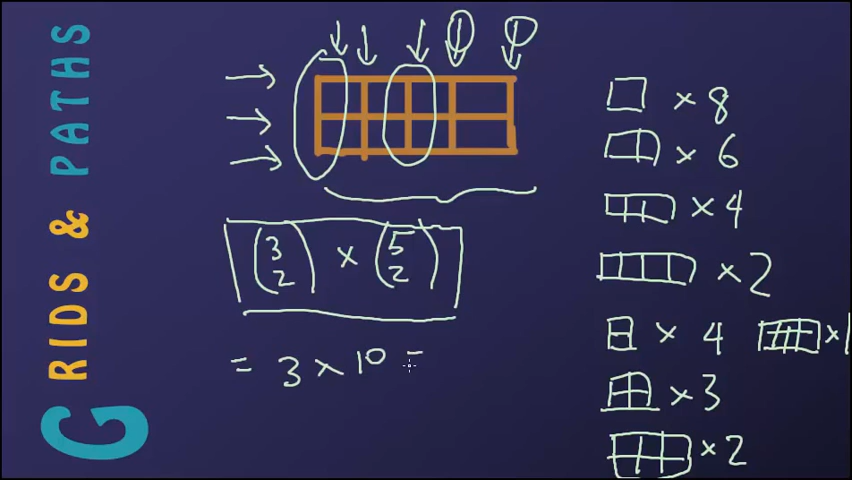 GRIDS & PATHS
(3 2) × (5 2)
= 3 × 10 =
× 8
× 6
× 4
× 2
× 4 × 1
× 3
× 2